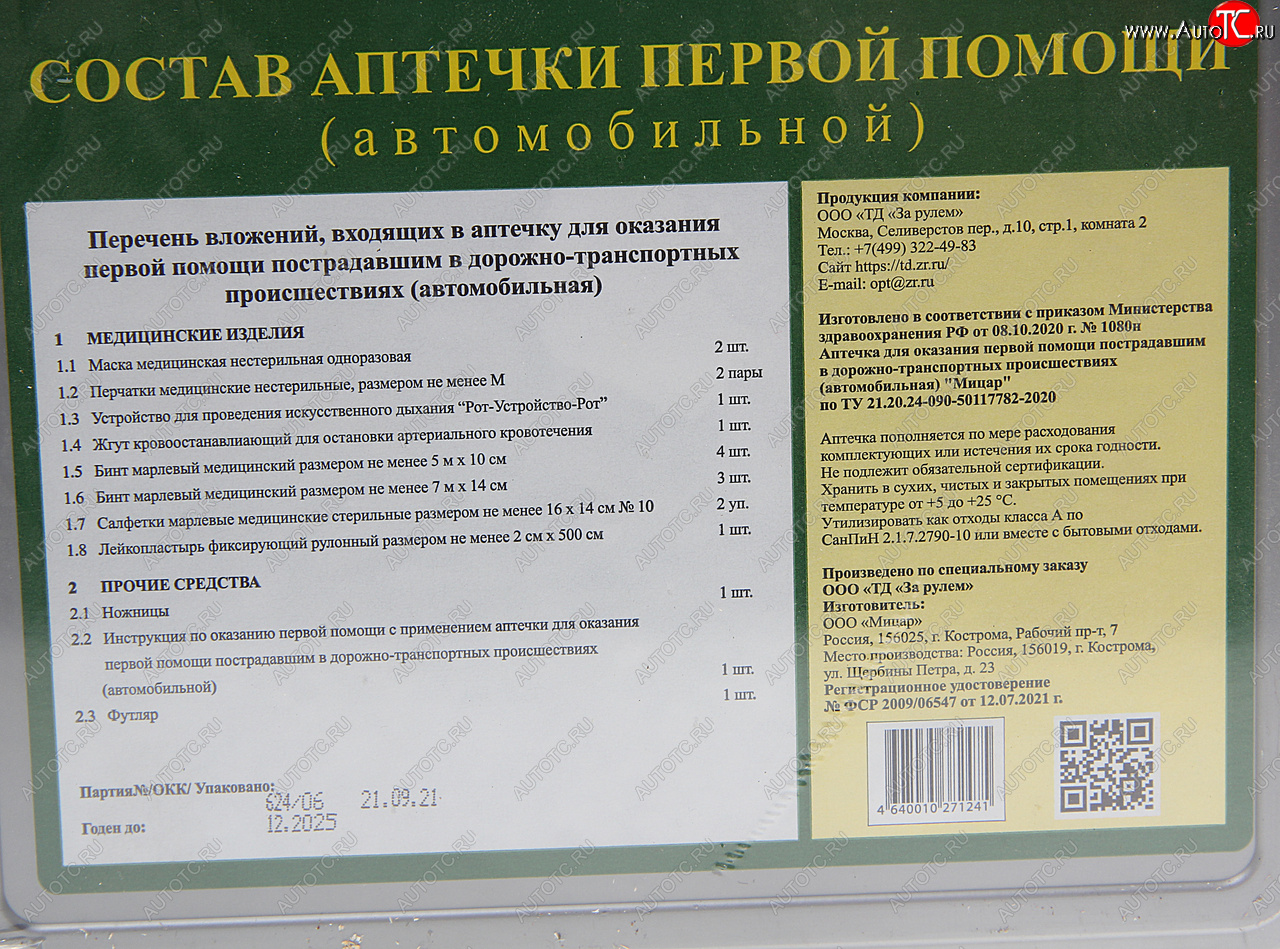 www.AutoTC.ru
СОСТАВ АПТЕЧКИ ПЕРВОЙ ПОМОЩИ
(автомобильной)
Перечень вложений, входящих в аптечку для оказания
первой помощи пострадавшим в дорожно-транспортных
происшествиях (автомобильная)
1 МЕДИЦИНСКИЕ ИЗДЕЛИЯ
1.1 Маска медицинская нестерильная одноразовая 2 шт.
1.2 Перчатки медицинские нестерильные, размером не менее М 2 пары
1.3 Устройство для проведения искусственного дыхания “Рот-Устройство-Рот” 1 шт.
1.4 Жгут кровоостанавлиающий для остановки артериального кровотечения 1 шт.
1.5 Бинт марлевый медицинский размером не менее 5 м х 10 см 4 шт.
1.6 Бинт марлевый медицинский размером не менее 7 м х 14 см 3 шт.
1.7 Салфетки марлевые медицинские стерильные размером не менее 16 х 14 см № 10 2 уп.
1.8 Лейкопластырь фиксирующий рулонный размером не менее 2 см х 500 см 1 шт.
2 ПРОЧИЕ СРЕДСТВА
2.1 Ножницы 1 шт.
2.2 Инструкция по оказанию первой помощи с применением аптечки для оказания
первой помощи пострадавшим в дорожно-транспортных происшествиях
(автомобильной) 1 шт.
2.3 Футляр 1 шт.
Партия№/ОКК/ Упаковано: 624/06 21.09.21
Годен до: 12.2025
Продукция компании:
ООО «ТД «За рулем»
Москва, Селиверстов пер., д.10, стр.1, комната 2
Тел.: +7(499) 322-49-83
Сайт https://td.zr.ru/
E-mail: opt@zr.ru
Изготовлено в соответствии с приказом Министерства
здравоохранения РФ от 08.10.2020 г. № 1080н
Аптечка для оказания первой помощи пострадавшим
в дорожно-транспортных происшествиях
(автомобильная) "Мицар"
по ТУ 21.20.24-090-50117782-2020
Аптечка пополняется по мере расходования
комплектующих или истечения их срока годности.
Не подлежит обязательной сертификации.
Хранить в сухих, чистых и закрытых помещениях при
температуре от +5 до +25 °С.
Утилизировать как отходы класса А по
СанПиН 2.1.7.2790-10 или вместе с бытовыми отходами.
Произведено по специальному заказу
ООО «ТД «За рулем»
Изготовитель:
ООО «Мицар»
Россия, 156025, г. Кострома, Рабочий пр-т, 7
Место производства: Россия, 156019, г. Кострома,
ул. Щербины Петра, д. 23
Регистрационное удостоверение
№ ФСР 2009/06547 от 12.07.2021 г.
4 640010 271241